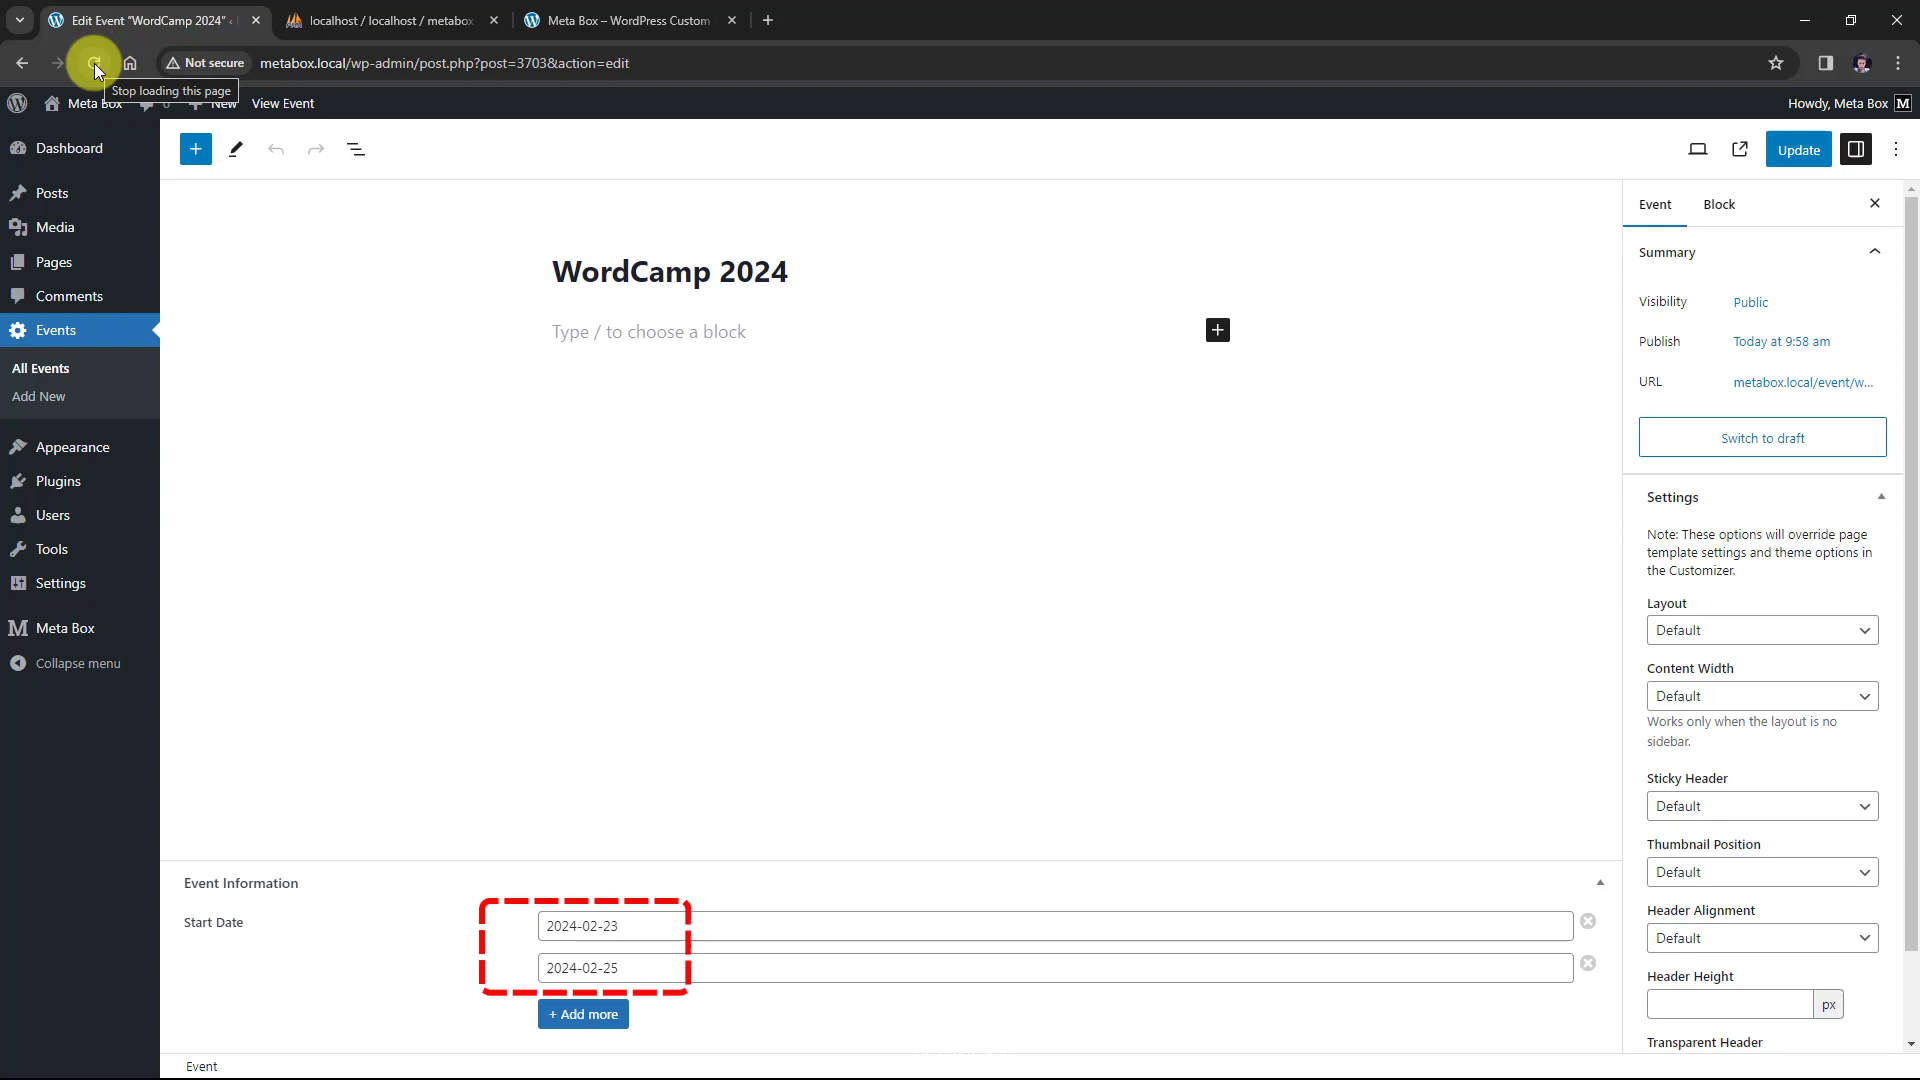 Edit Event "WordCamp 2024" ‹
localhost / localhost / metabox
Meta Box – WordPress Custom
Not secure
metabox.local/wp-admin/post.php?post=3703&action=edit
Stop loading this page
Meta Box
0
New
View Event
Howdy, Meta Box
M
Dashboard
Posts
Media
Pages
Comments
Events
All Events
Add New
Appearance
Plugins
Users
Tools
Settings
M Meta Box
Collapse menu
Update
WordCamp 2024
Type / to choose a block
Event
Block
Summary
Visibility
Public
Publish
Today at 9:58 am
URL
metabox.local/event/w...
Switch to draft
Settings
Note: These options will override page
template settings and theme options in
the Customizer.
Layout
Default
Content Width
Default
Works only when the layout is no
sidebar.
Sticky Header
Default
Thumbnail Position
Default
Header Alignment
Default
Header Height
px
Transparent Header
Event Information
Start Date
2024-02-23
2024-02-25
+ Add more
Event